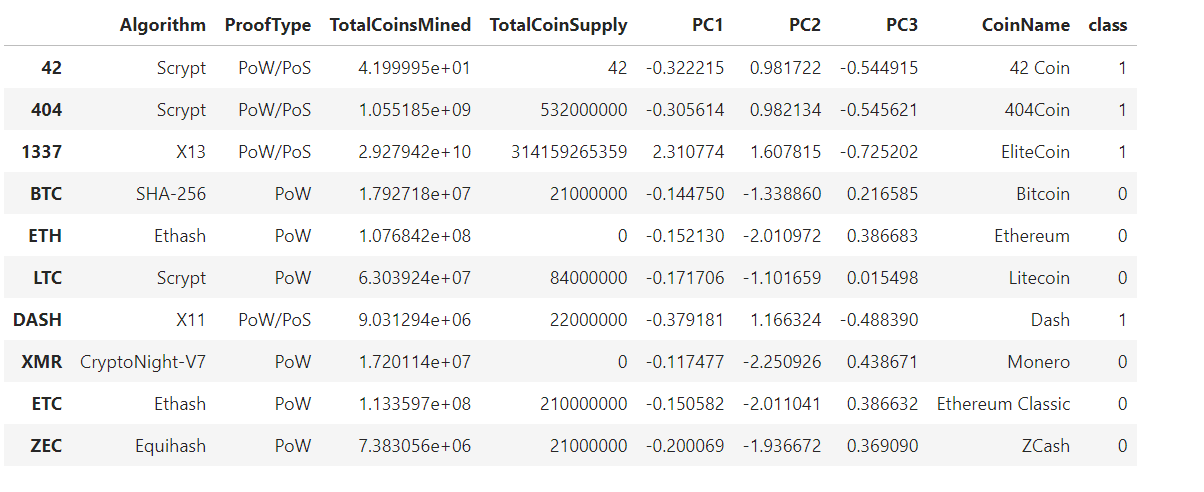 Algorithm ProofType TotalCoinsMined TotalCoinSupply PC1 PC2 PC3 CoinName class
42 Scrypt PoW/PoS 4.199995e+01 42 -0.322215 0.981722 -0.544915 42 Coin 1
404 Scrypt PoW/PoS 1.055185e+09 532000000 -0.305614 0.982134 -0.545621 404Coin 1
1337 X13 PoW/PoS 2.927942e+10 314159265359 2.310774 1.607815 -0.725202 EliteCoin 1
BTC SHA-256 PoW 1.792718e+07 21000000 -0.144750 -1.338860 0.216585 Bitcoin 0
ETH Ethash PoW 1.076842e+08 0 -0.152130 -2.010972 0.386683 Ethereum 0
LTC Scrypt PoW 6.303924e+07 84000000 -0.171706 -1.101659 0.015498 Litecoin 0
DASH X11 PoW/PoS 9.031294e+06 22000000 -0.379181 1.166324 -0.488390 Dash 1
XMR CryptoNight-V7 PoW 1.720114e+07 0 -0.117477 -2.250926 0.438671 Monero 0
ETC Ethash PoW 1.133597e+08 210000000 -0.150582 -2.011041 0.386632 Ethereum Classic 0
ZEC Equihash PoW 7.383056e+06 21000000 -0.200069 -1.936672 0.369090 ZCash 0